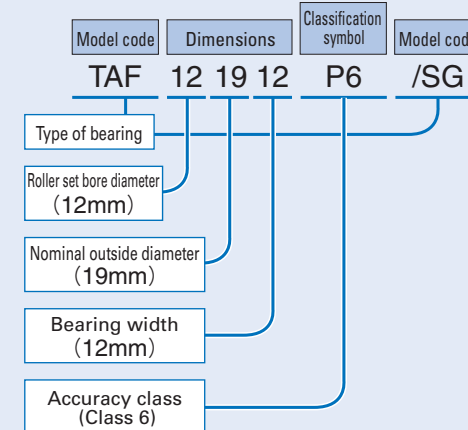 Model code
Dimensions
Classification
symbol
Model cod
TAF 12 19 12 P6 /SG
Type of bearing
Roller set bore diameter
（12mm）
Nominal outside diameter
（19mm）
Bearing width
（12mm）
Accuracy class
(Class 6)